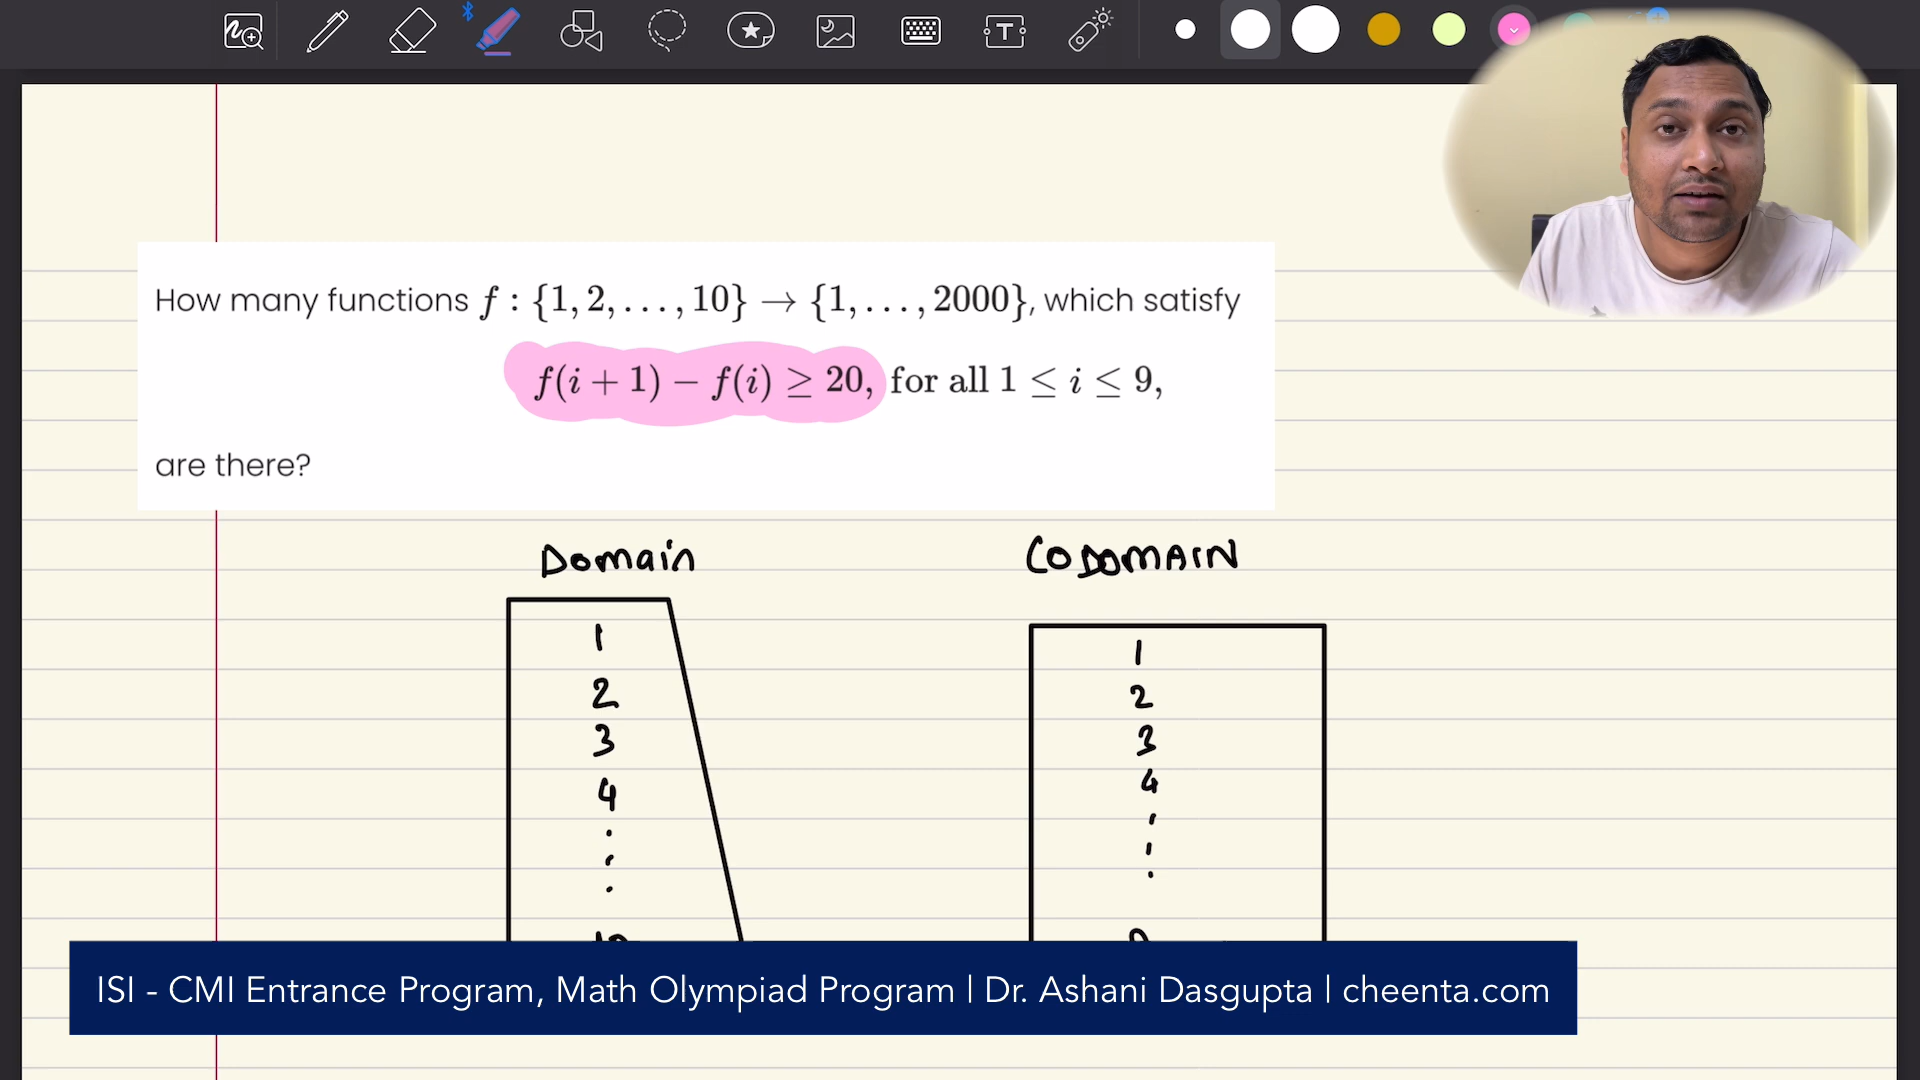 How many functions f : {1, 2, . . . , 10} → {1, . . . , 2000}, which satisfy
f(i + 1) − f(i) ≥ 20, for all 1 ≤ i ≤ 9,
are there?
Domain CODOMAIN
1 1
2 2
3 3
4 4
ISI - CMI Entrance Program, Math Olympiad Program | Dr. Ashani Dasgupta | cheenta.com